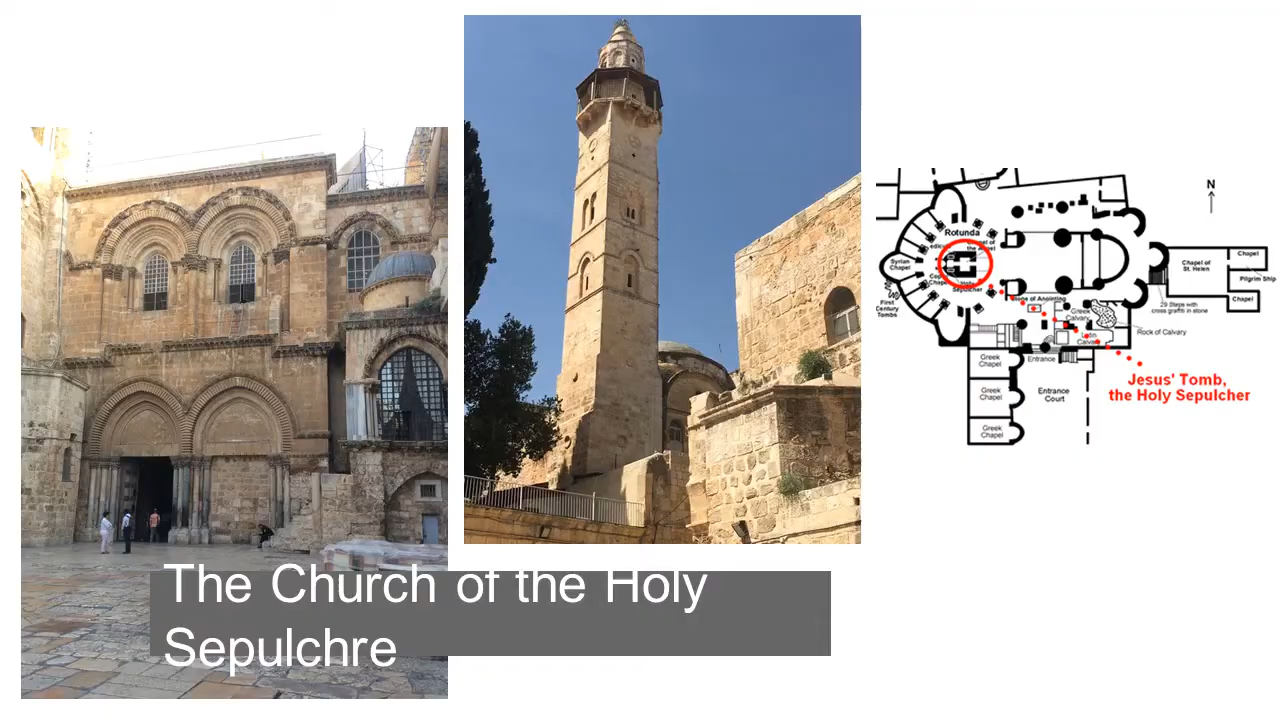 The Church of the Holy
Sepulchre
N
Rotunda
Syrian
Chapel
First
Century
Tombs
Sepulcher
Stone of Anointing
Greek
Calvary
Rock of Calvary
Entrance
Greek
Chapel
Greek
Chapel
Greek
Chapel
Entrance
Court
Chapel of
St. Helen
Chapel
Pilgrim Ship
Chapel
29 Steps with
cross graffiti in stone
Jesus' Tomb,
the Holy Sepulcher